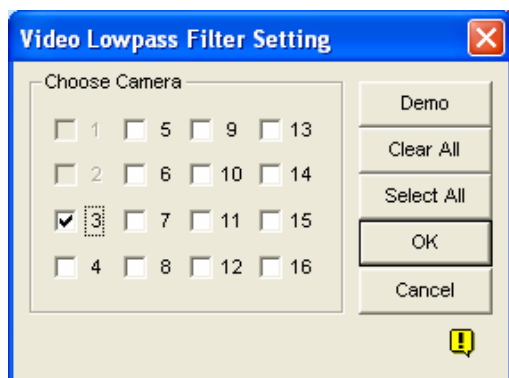 Video Lowpass Filter Setting
Choose Camera
1 5 9 13
2 6 10 14
3 7 11 15
4 8 12 16
Demo
Clear All
Select All
OK
Cancel
!